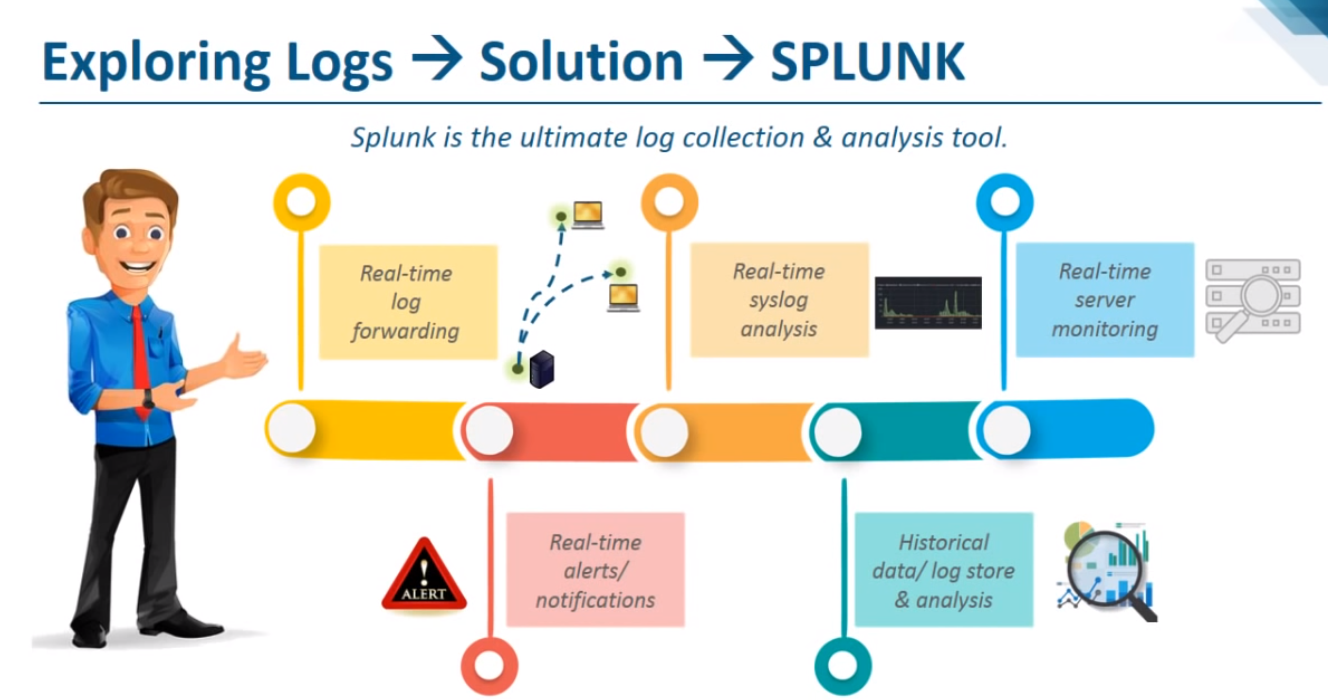 Exploring Logs → Solution → SPLUNK
Splunk is the ultimate log collection & analysis tool.
Real-time
log
forwarding
Real-time
syslog
analysis
Real-time
server
monitoring
ALERT
Real-time
alerts/
notifications
Historical
data/ log store
& analysis